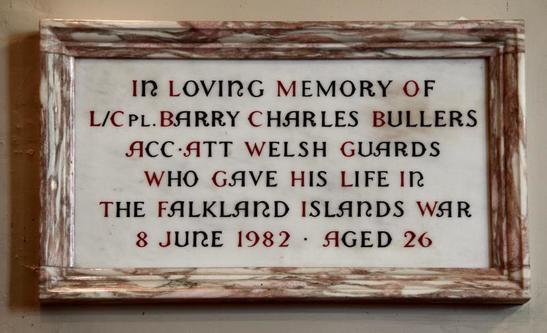 In Loving Memory Of
L/Cpl. Barry Charles Bullers
Acc·Att Welsh Guards
Who Gave His Life In
The Falkland Islands War
8 June 1982 · Aged 26